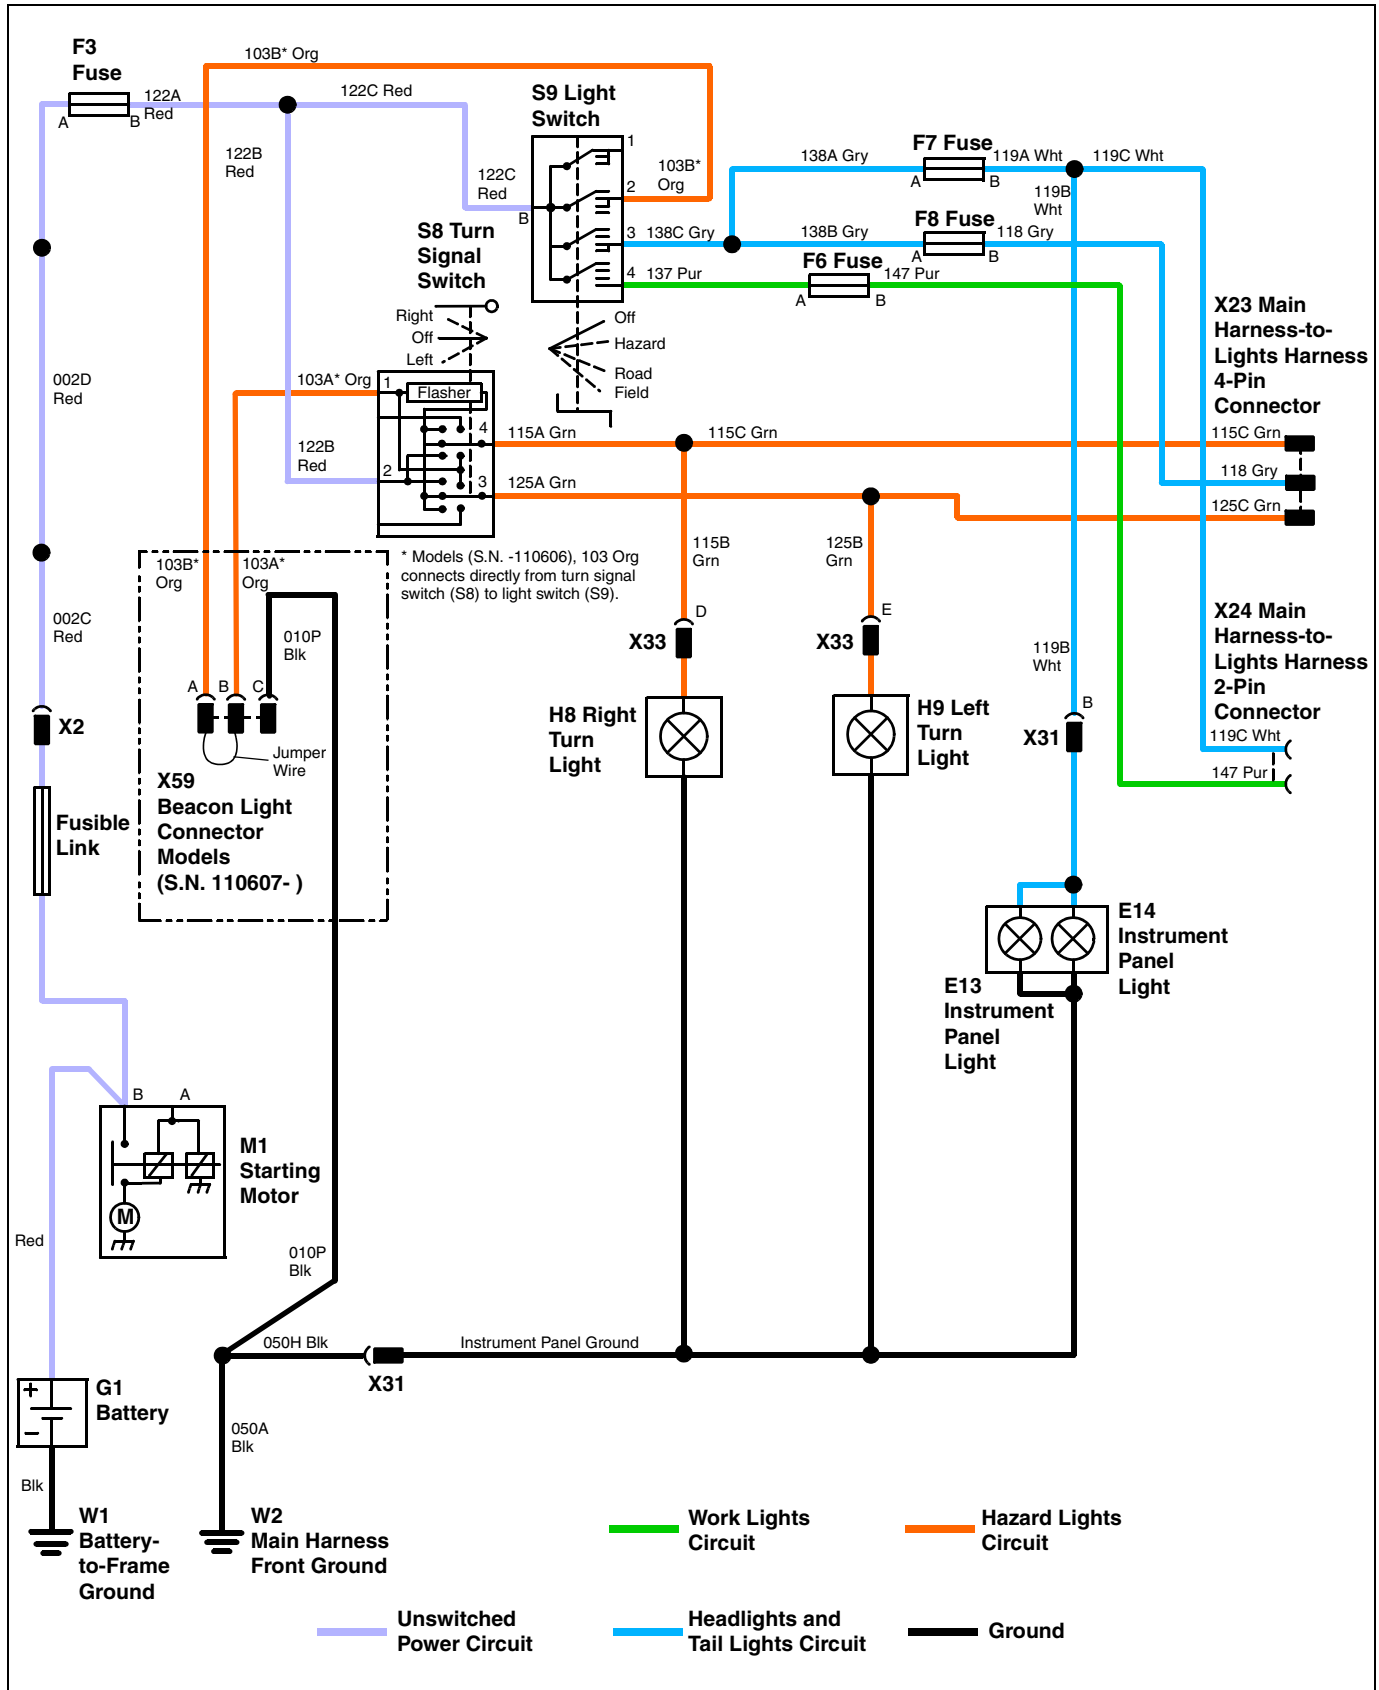 F3
Fuse
A
B
122A
Red
103B* Org
122C Red
122B
Red
S9 Light
Switch
1
2
3
4
B
122C
Red
103B*
Org
138A Gry
F7 Fuse
A
B
119A Wht
119C Wht
119B
Wht
138C Gry
138B Gry
F8 Fuse
A
B
118 Gry
137 Pur
F6 Fuse
A
B
147 Pur
S8 Turn
Signal
Switch
Right
Off
Left
Off
Hazard
Road
Field
X23 Main
Harness-to-
Lights Harness
4-Pin
Connector
115C Grn
118 Gry
125C Grn
002D
Red
103A* Org
1
Flasher
4
2
3
122B
Red
115A Grn
115C Grn
125A Grn
115B
Grn
125B
Grn
* Models (S.N. -110606), 103 Org
connects directly from turn signal
switch (S8) to light switch (S9).
103B*
Org
103A*
Org
010P
Blk
002C
Red
A
B
C
X2
Jumper
Wire
X59
Beacon Light
Connector
Models
(S.N. 110607- )
Fusible
Link
D
X33
E
X33
H8 Right
Turn
Light
H9 Left
Turn
Light
119B
Wht
B
X31
X24 Main
Harness-to-
Lights Harness
2-Pin
Connector
119C Wht
147 Pur
E14
Instrument
Panel
Light
E13
Instrument
Panel
Light
B
A
M1
Starting
Motor
M
Red
010P
Blk
050H Blk
X31
Instrument Panel Ground
+
−
G1
Battery
050A
Blk
Blk
W1
Battery-
to-Frame
Ground
W2
Main Harness
Front Ground
Work Lights
Circuit
Hazard Lights
Circuit
Unswitched
Power Circuit
Headlights and
Tail Lights Circuit
Ground